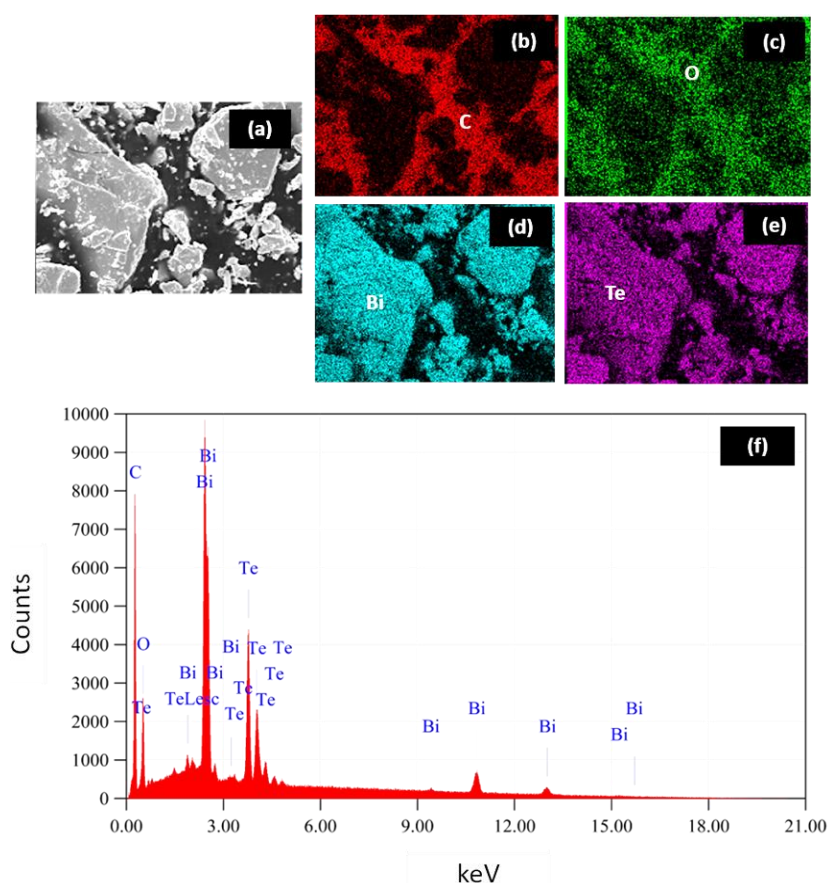 (a)
(b)
C
(c)
O
(d)
Bi
(e)
Te
(f)
Counts
10000
9000
8000
7000
6000
5000
4000
3000
2000
1000
0
C
O
Te
Bi
Bi
Bi
Bi
TeLesc
Te
Bi
Te
Te
Te
Te
Te
Te
Bi
Bi
Bi
Bi
Bi
Bi
0.00
3.00
6.00
9.00
12.00
15.00
18.00
21.00
keV